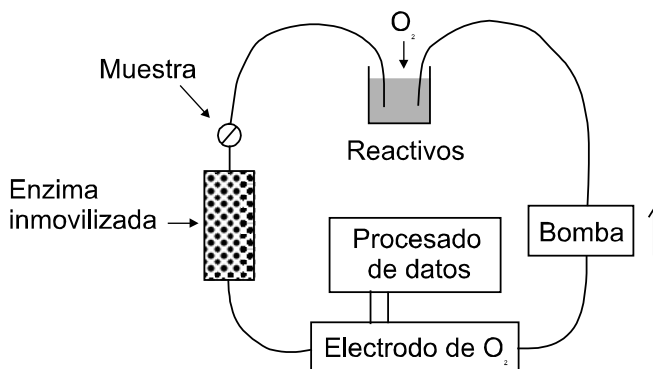 O₂
Muestra
Reactivos
Enzima
inmovilizada
Procesado
de datos
Bomba
Electrodo de O₂